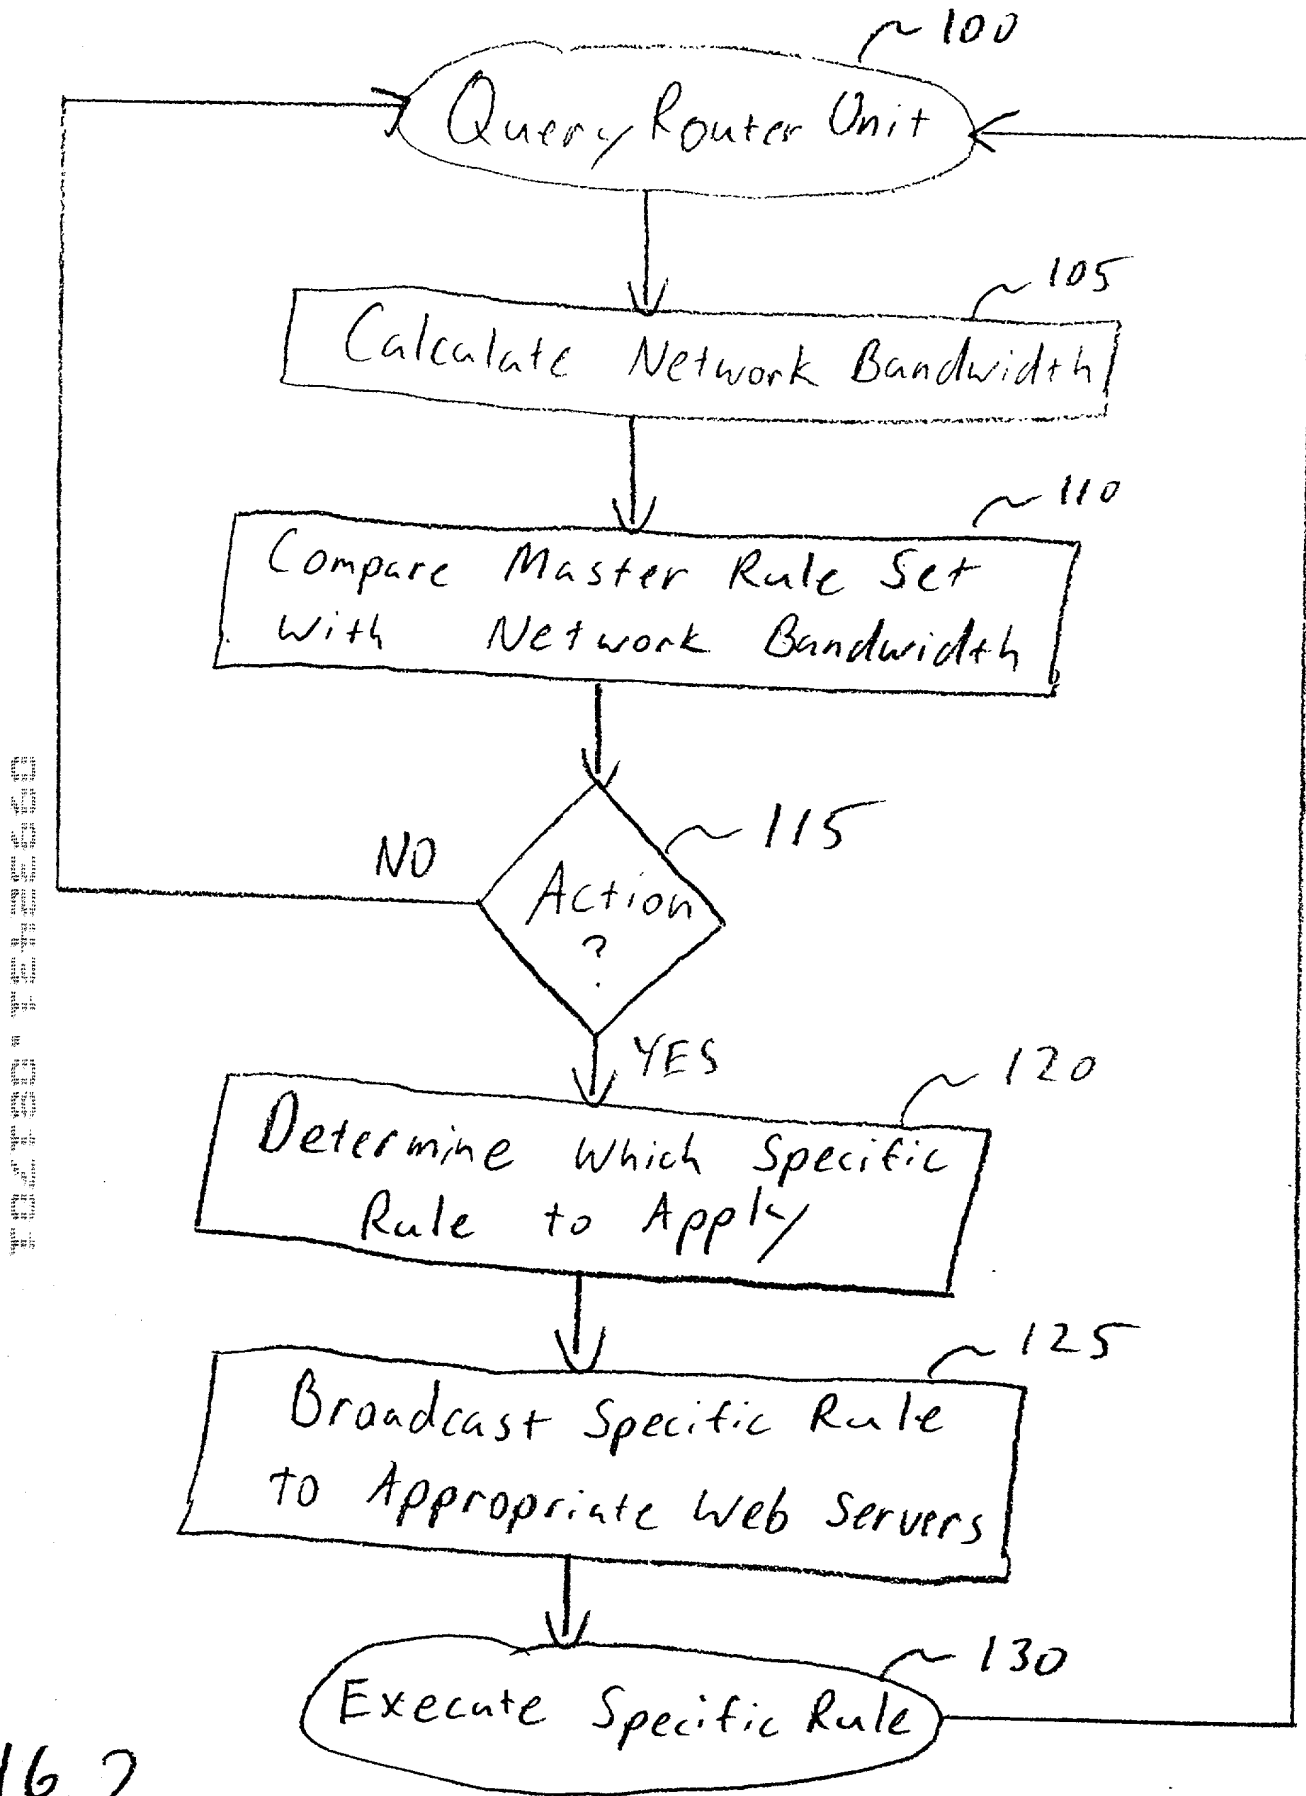 100
Query Router Unit
105
Calculate Network Bandwidth
110
Compare Master Rule Set
with Network Bandwidth
115
NO
Action
?
YES
120
Determine Which Specific
Rule to Apply
125
Broadcast Specific Rule
to Appropriate Web Servers
130
Execute Specific Rule